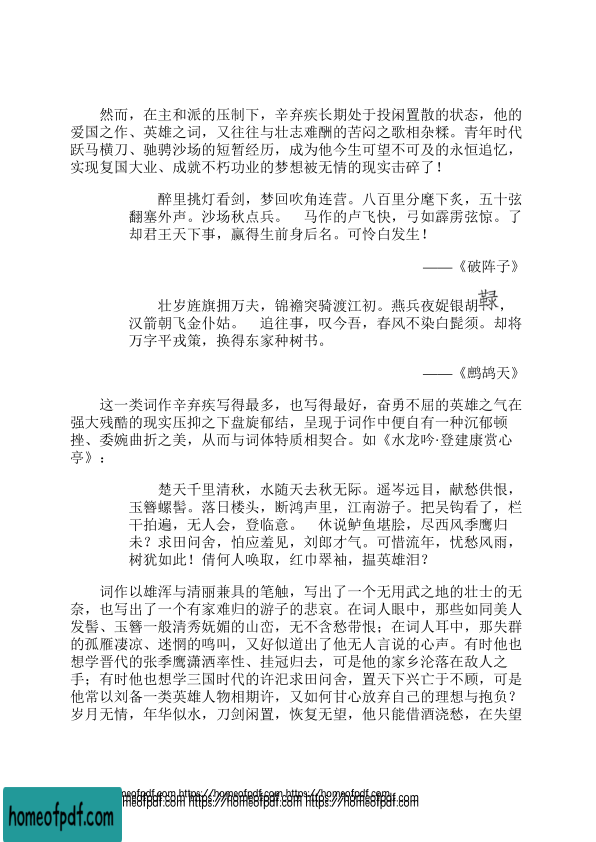 然而，在主和派的压制下，辛弃疾长期处于投闲置散的状态，他的
爱国之作、英雄之词，又往往与壮志难酬的苦闷之歌相杂糅。青年时代
跃马横刀、驰骋沙场的短暂经历，成为他今生可望不可及的永恒追忆，
实现复国大业、成就不朽功业的梦想被无情的现实击碎了！
醉里挑灯看剑，梦回吹角连营。八百里分麾下炙，五十弦
翻塞外声。沙场秋点兵。　马作的卢飞快，弓如霹雳弦惊。了
却君王天下事，赢得生前身后名。可怜白发生！
——《破阵子》
壮岁旌旗拥万夫，锦襜突骑渡江初。燕兵夜娖银胡䩮，
汉箭朝飞金仆姑。　追往事，叹今吾，春风不染白髭须。却将
万字平戎策，换得东家种树书。
——《鹧鸪天》
这一类词作辛弃疾写得最多，也写得最好，奋勇不屈的英雄之气在
强大残酷的现实压抑之下盘旋郁结，呈现于词作中便自有一种沉郁顿
挫、委婉曲折之美，从而与词体特质相契合。如《水龙吟·登建康赏心
亭》：
楚天千里清秋，水随天去秋无际。遥岑远目，献愁供恨，
玉簪螺髻。落日楼头，断鸿声里，江南游子。把吴钩看了，栏
干拍遍，无人会，登临意。　休说鲈鱼堪脍，尽西风季鹰归
未？求田问舍，怕应羞见，刘郎才气。可惜流年，忧愁风雨，
树犹如此！倩何人唤取，红巾翠袖，揾英雄泪？
词作以雄浑与清丽兼具的笔触，写出了一个无用武之地的壮士的无
奈，也写出了一个有家难归的游子的悲哀。在词人眼中，那些如同美人
发髻、玉簪一般清秀妩媚的山峦，无不含愁带恨；在词人耳中，那失群
的孤雁凄凉、迷惘的鸣叫，又好似道出了他无人言说的心声。有时他也
想学晋代的张季鹰潇洒率性、挂冠归去，可是他的家乡沦落在敌人之
手；有时他也想学三国时代的许汜求田问舍，置天下兴亡于不顾，可是
他常以刘备一类英雄人物相期许，又如何甘心放弃自己的理想与抱负？
岁月无情，年华似水，刀剑闲置，恢复无望，他只能借酒浇愁，在失望
homeofpdf.com https://homeofpdf.com https://homeofpdf.com
homeofpdf.com https://homeofpdf.com https://homeofpdf.com
homeofpdf.com